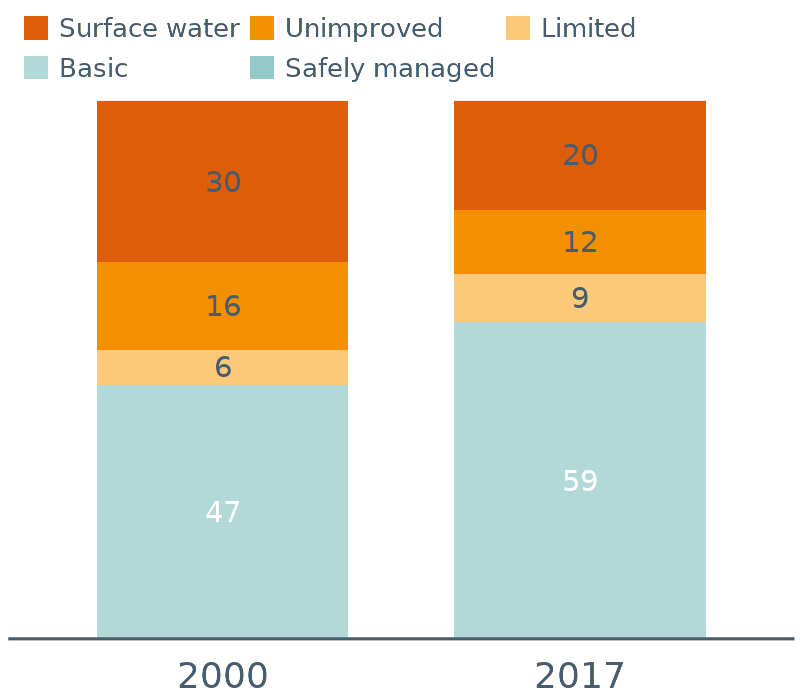 Surface water Unimproved Limited
Basic Safely managed
30 20
16 12
6 9
47 59
2000 2017